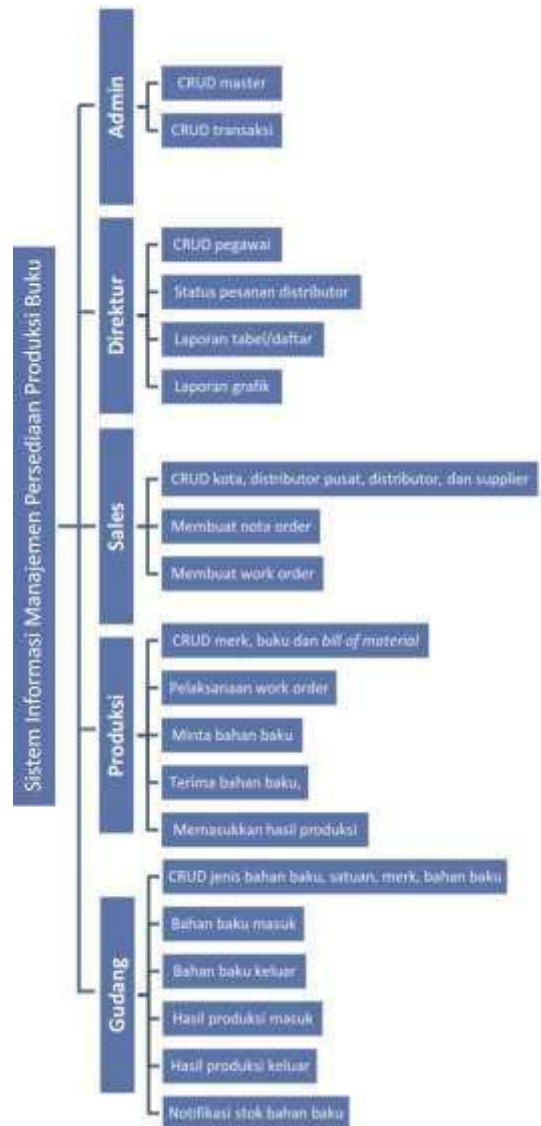 Sistem Informasi Manajemen Persediaan Produksi Buku
Admin
CRUD master
CRUD transaksi
Direktur
CRUD pegawai
Status pesanan distributor
Laporan tabel/daftar
Laporan grafik
Sales
CRUD kota, distributor pusat, distributor, dan supplier
Membuat nota order
Membuat work order
Produksi
CRUD merk, buku dan bill of material
Pelaksanaan work order
Minta bahan baku
Terima bahan baku,
Memasukkan hasil produksi
Gudang
CRUD jenis bahan baku, satuan, merk, bahan baku
Bahan baku masuk
Bahan baku keluar
Hasil produksi masuk
Hasil produksi keluar
Notifikasi stok bahan baku